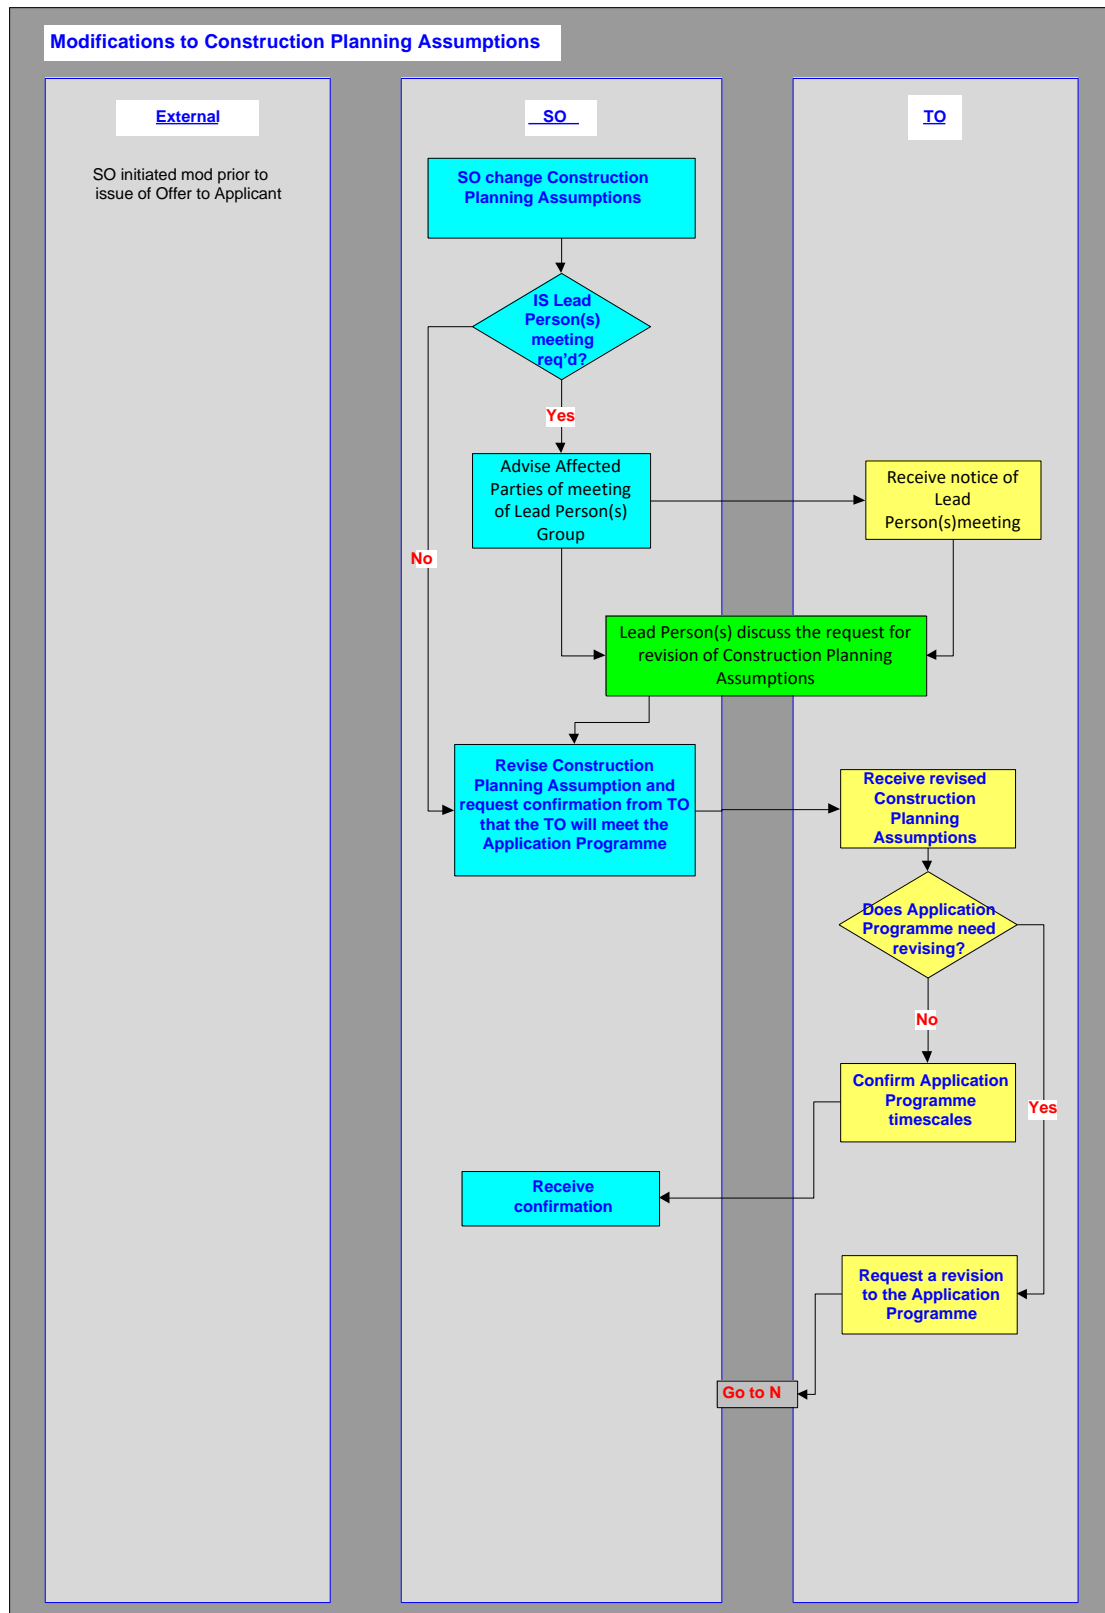 Modifications to Construction Planning Assumptions
External
SO
TO
SO initiated mod prior to
issue of Offer to Applicant
SO change Construction
Planning Assumptions
IS Lead
Person(s)
meeting
req'd?
Yes
Advise Affected
Parties of meeting
of Lead Person(s)
Group
Receive notice of
Lead
Person(s)meeting
No
Lead Person(s) discuss the request for
revision of Construction Planning
Assumptions
Revise Construction
Planning Assumption and
request confirmation from TO
that the TO will meet the
Application Programme
Receive revised
Construction
Planning
Assumptions
Does Application
Programme need
revising?
No
Confirm Application
Programme
timescales
Yes
Receive
confirmation
Request a revision
to the Application
Programme
Go to N